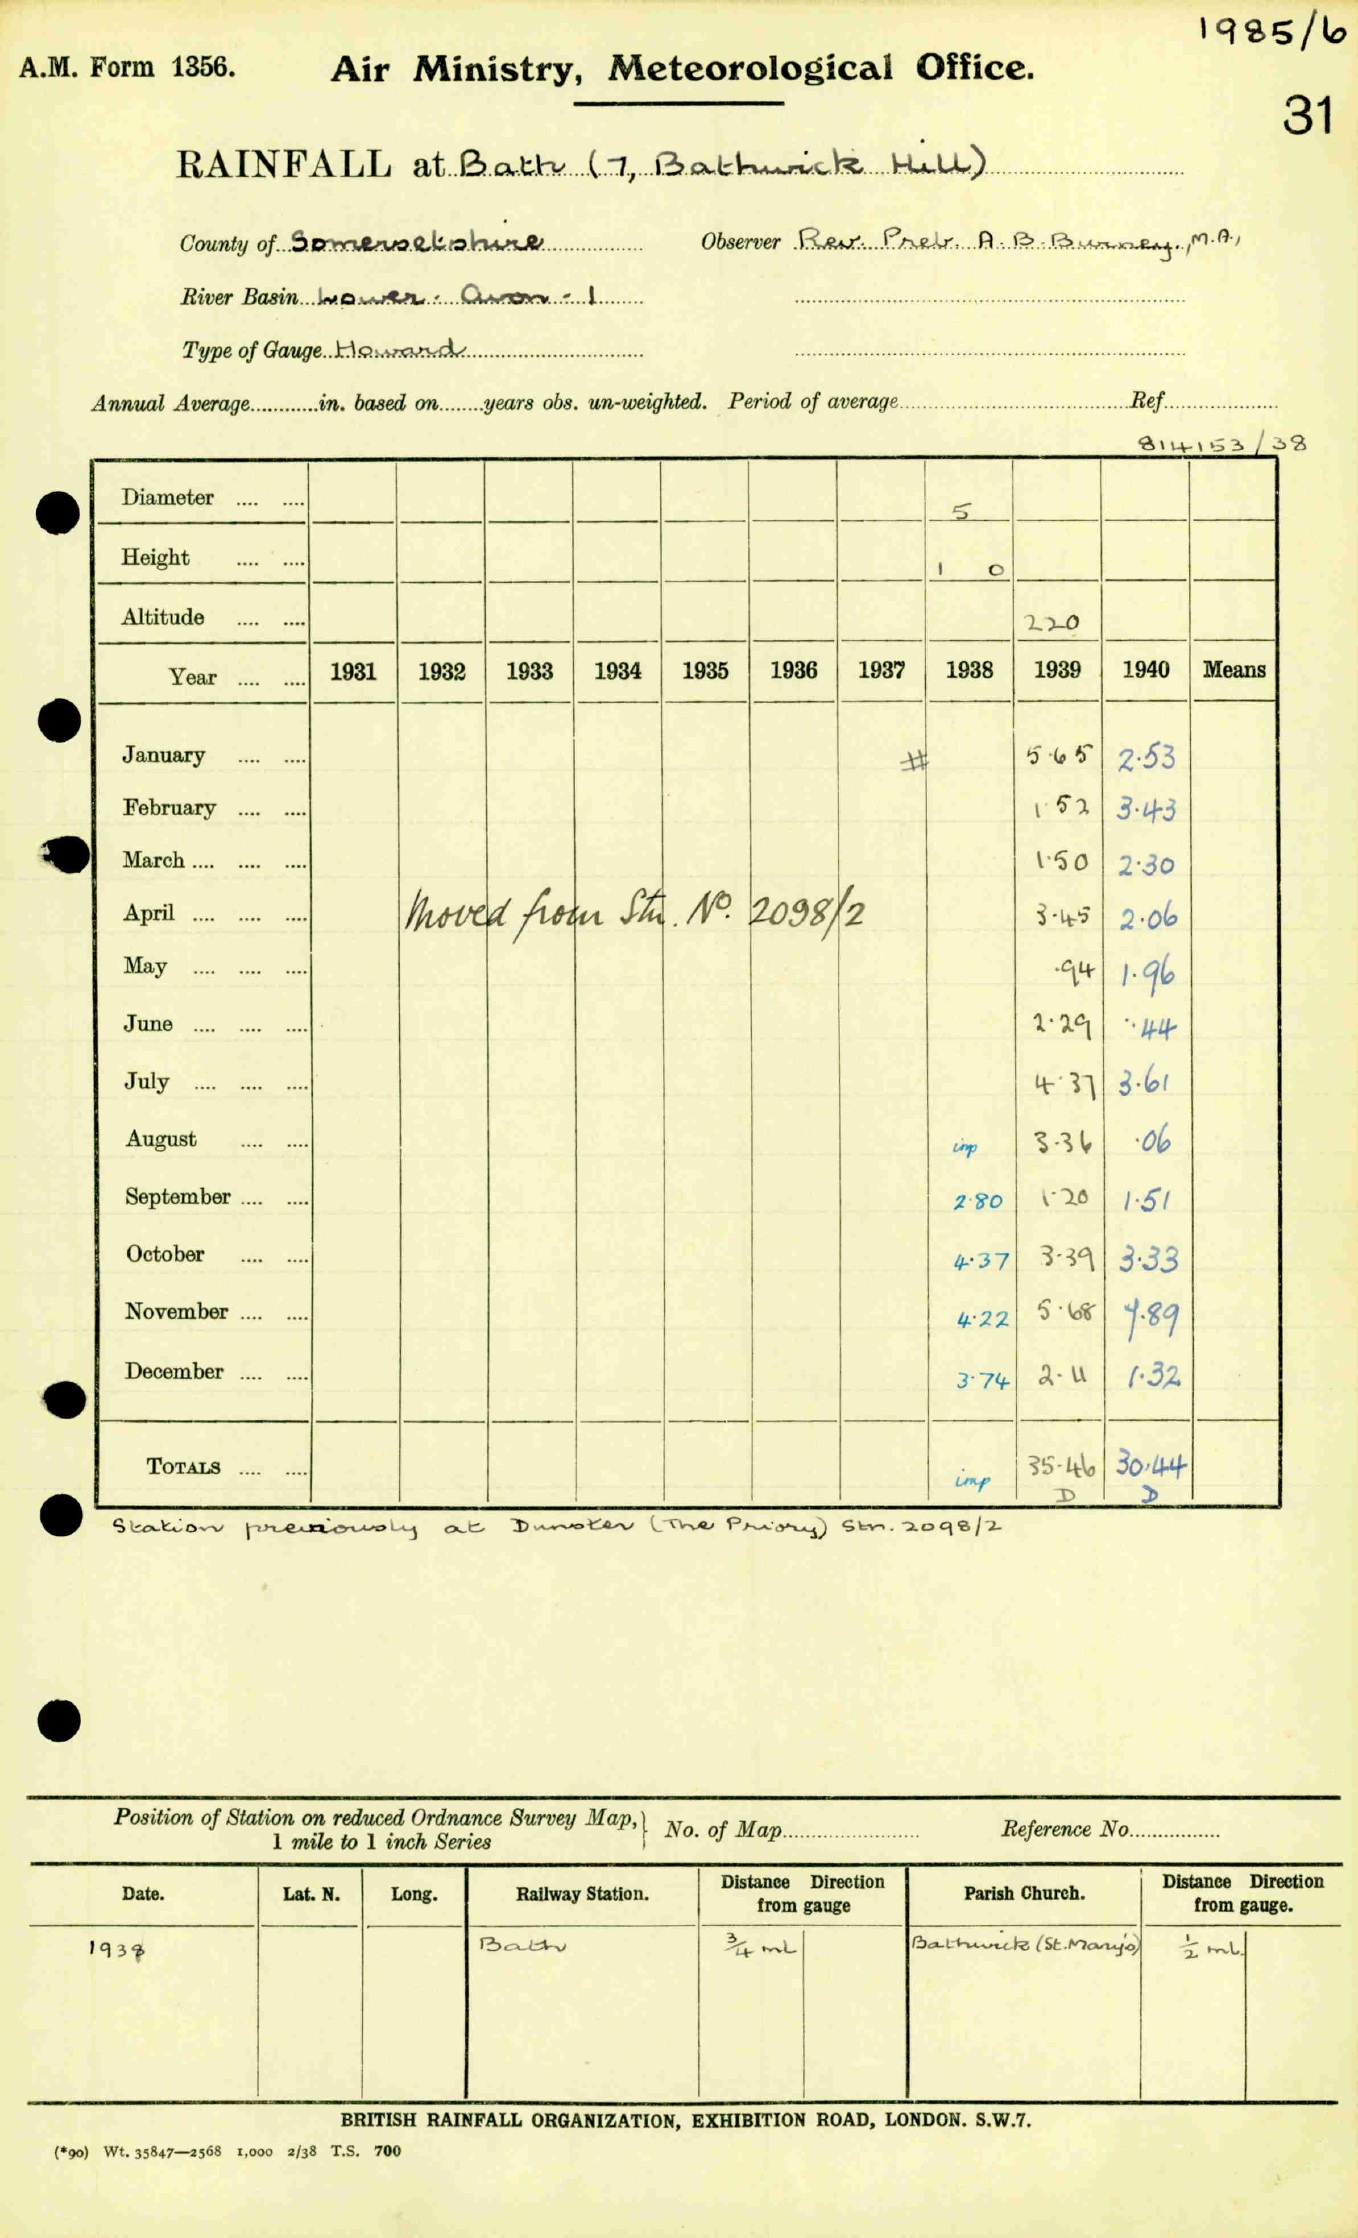 1985/6
A.M. Form 1356. Air Ministry, Meteorological Office.
31
RAINFALL at Bath (7, Bathwick Hill)
County of Somersetshire Observer Rev. Preb. A. B. Burney, M.A.,
River Basin Lower Avon - 1
Type of Gauge Howard
Annual Average............in. based on........years obs. un-weighted. Period of average........................Ref....................
814153/38
Diameter .... .... 5
Height .... .... 1 0
Altitude .... .... 220
Year .... .... 1931 1932 1933 1934 1935 1936 1937 1938 1939 1940 Means
January .... .... # 5.65 2.53
February .... .... 1.52 3.43
March .... .... .... 1.50 2.30
April .... .... .... Moved from Stn. No. 2098/2 3.45 2.06
May .... .... .... .94 1.96
June .... .... .... 2.29 .44
July .... .... .... 4.37 3.61
August .... .... imp 3.36 .06
September .... .... 2.80 1.20 1.51
October .... .... 4.37 3.39 3.33
November .... .... 4.22 5.68 7.89
December .... .... 3.74 2.11 1.32
TOTALS .... .... imp 35.46 30.44
D D
Station previously at Dunster (The Priory) Stn. 2098/2
Position of Station on reduced Ordnance Survey Map, } No. of Map........................ Reference No................
1 mile to 1 inch Series
Date. Lat. N. Long. Railway Station. Distance Direction from gauge Parish Church. Distance Direction from gauge.
1938 Bath 3/4 ml Bathwick (St. Mary's) 1/2 ml.
BRITISH RAINFALL ORGANIZATION, EXHIBITION ROAD, LONDON. S.W.7.
(*90) Wt. 35847—2568 1,000 2/38 T.S. 700